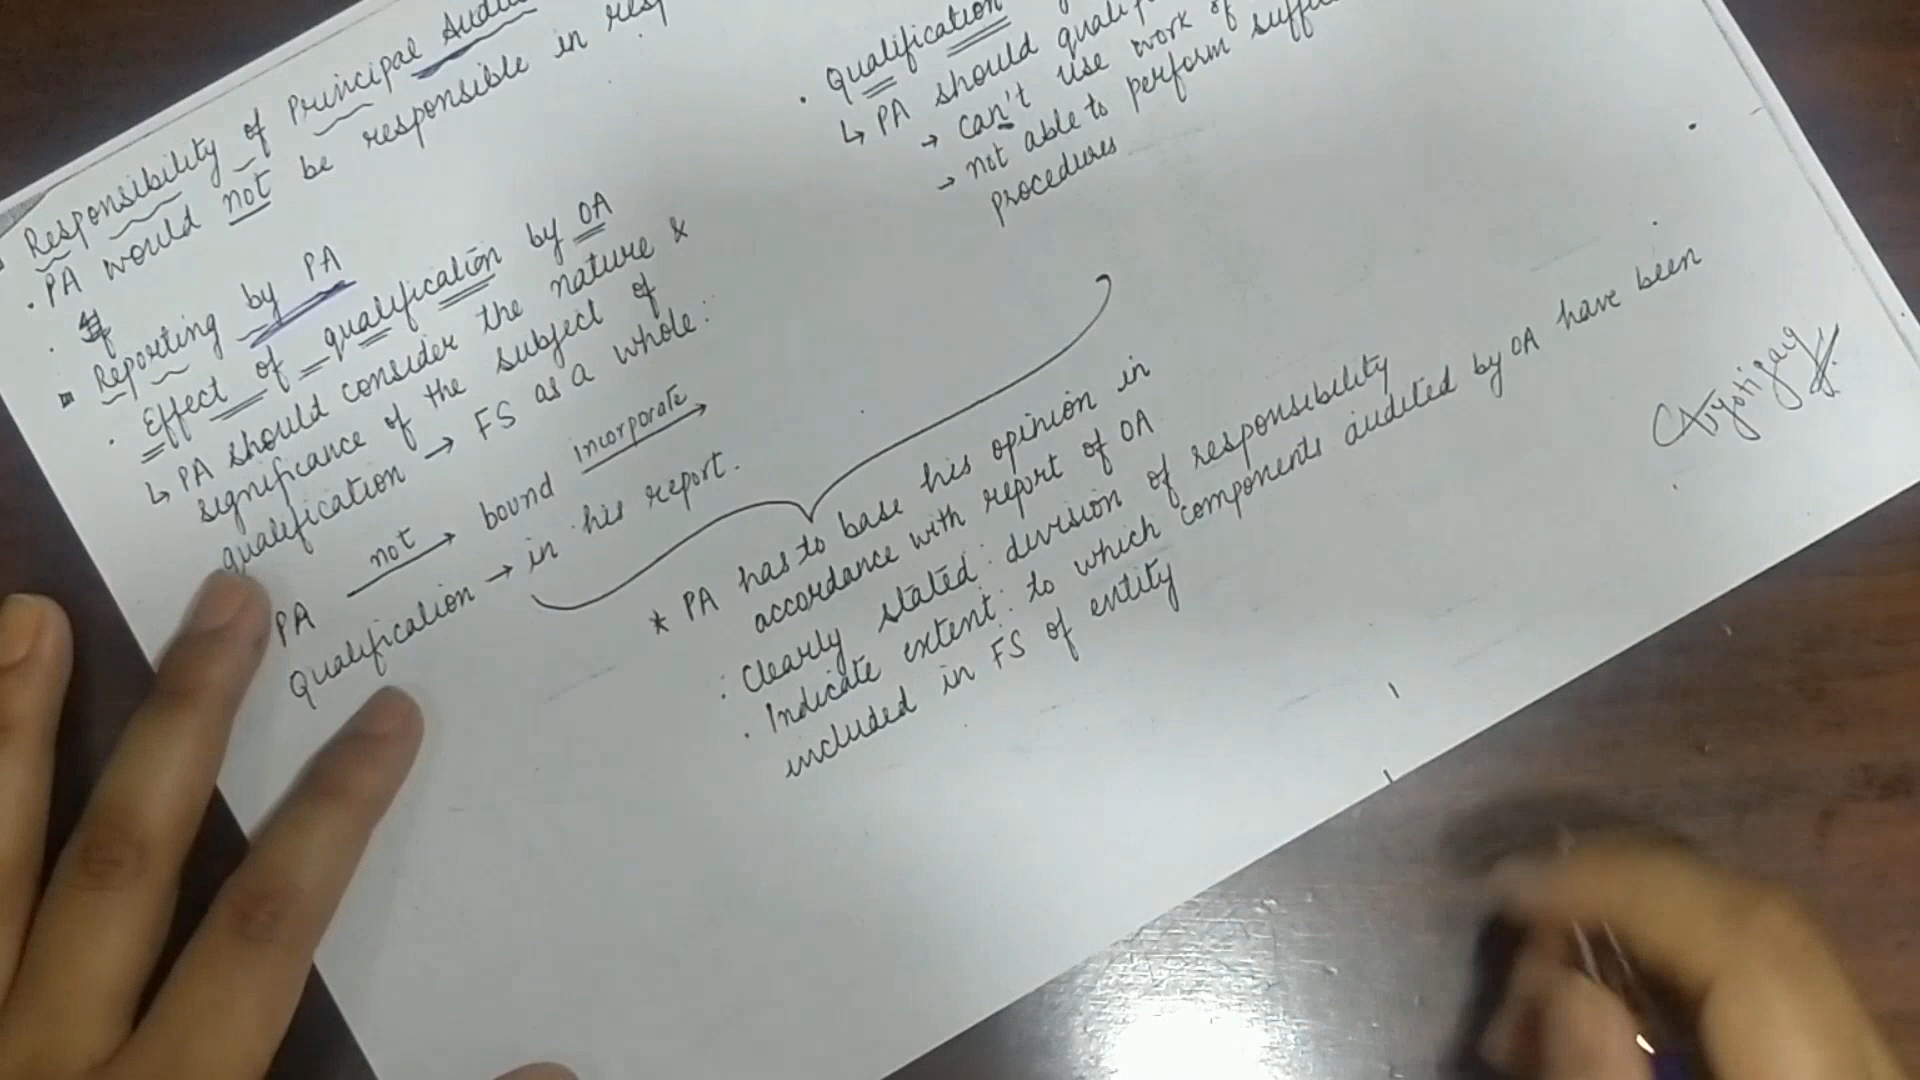 Responsibility of Principal
. PA would not be responsible in
. If
Reporting by PA
. Effect of qualification by OA
↳ PA should consider the nature &
significance of the subject of
qualification → FS as a whole:
PA not → bound incorporate →
Qualification → in his report.
. Qualification
↳ PA should
→ can't use work of
→ not able to perform
procedures
* PA has to base his opinion in
accordance with report of OA
: Clearly stated: division of responsibility
. Indicate extent: to which components audited by OA have been
included in FS of entity